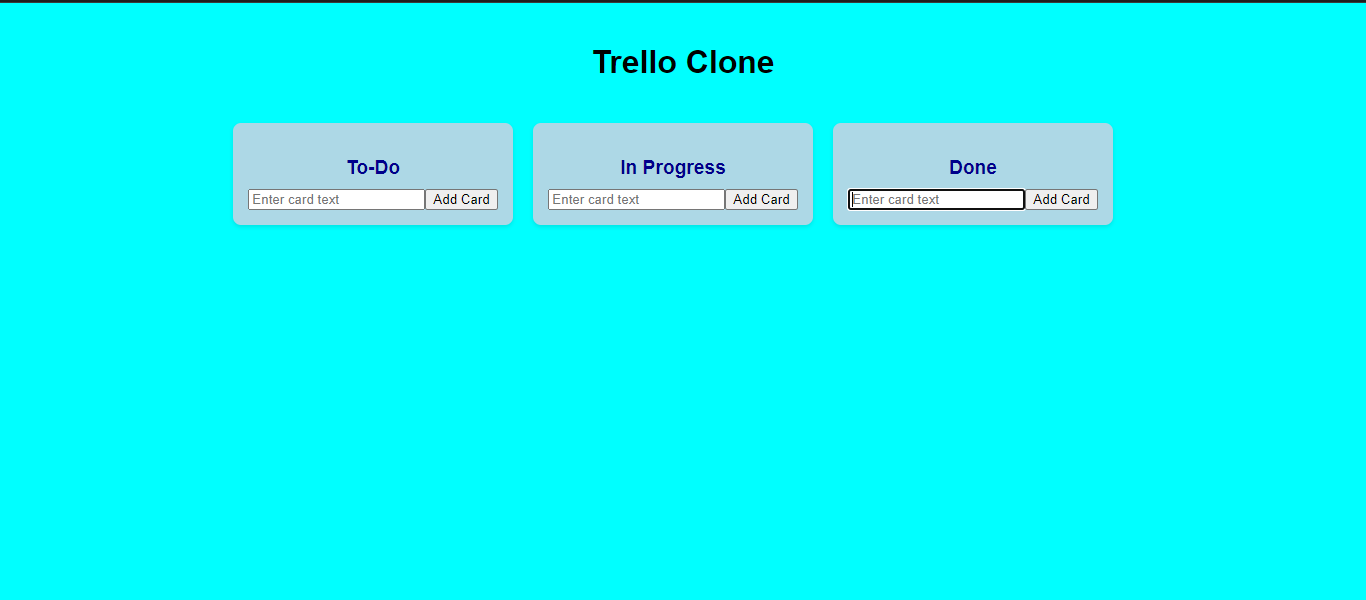 Trello Clone
To-Do
Enter card text Add Card
In Progress
Enter card text Add Card
Done
Enter card text Add Card